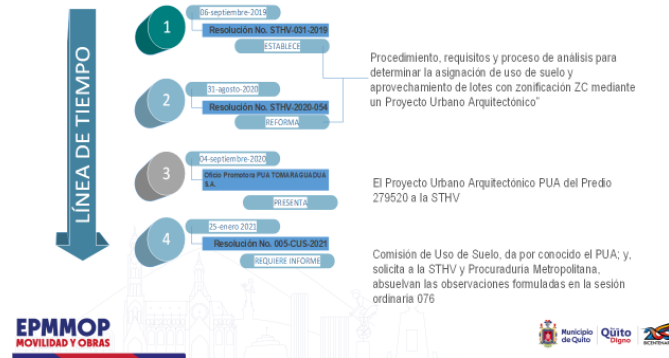 LÍNEA DE TIEMPO
1
06-septiembre-2019
Resolución No. STHV-031-2019
ESTABLECE
2
31-agosto-2020
Resolución No. STHV-2020-054
REFORMA
Procedimiento, requisitos y proceso de análisis para
determinar la asignación de uso de suelo y
aprovechamiento de lotes con zonificación ZC mediante
un Proyecto Urbano Arquitectónico"
3
04-septiembre-2020
Oficio Promotora PUA TOMARAGUADUA
S.A.
PRESENTA
El Proyecto Urbano Arquitectónico PUA del Predio
279520 a la STHV
4
25-enero 2021
Resolución No. 005-CUS-2021
REQUIERE INFORME
Comisión de Uso de Suelo, da por conocido el PUA; y,
solicita a la STHV y Procuraduria Metropolitana,
absuelvan las observaciones formuladas en la sesión
ordinaria 076
EPMMOP
MOVILIDAD Y OBRAS
Municipio
de Quito
Quito
Digno
BICENTENARIO